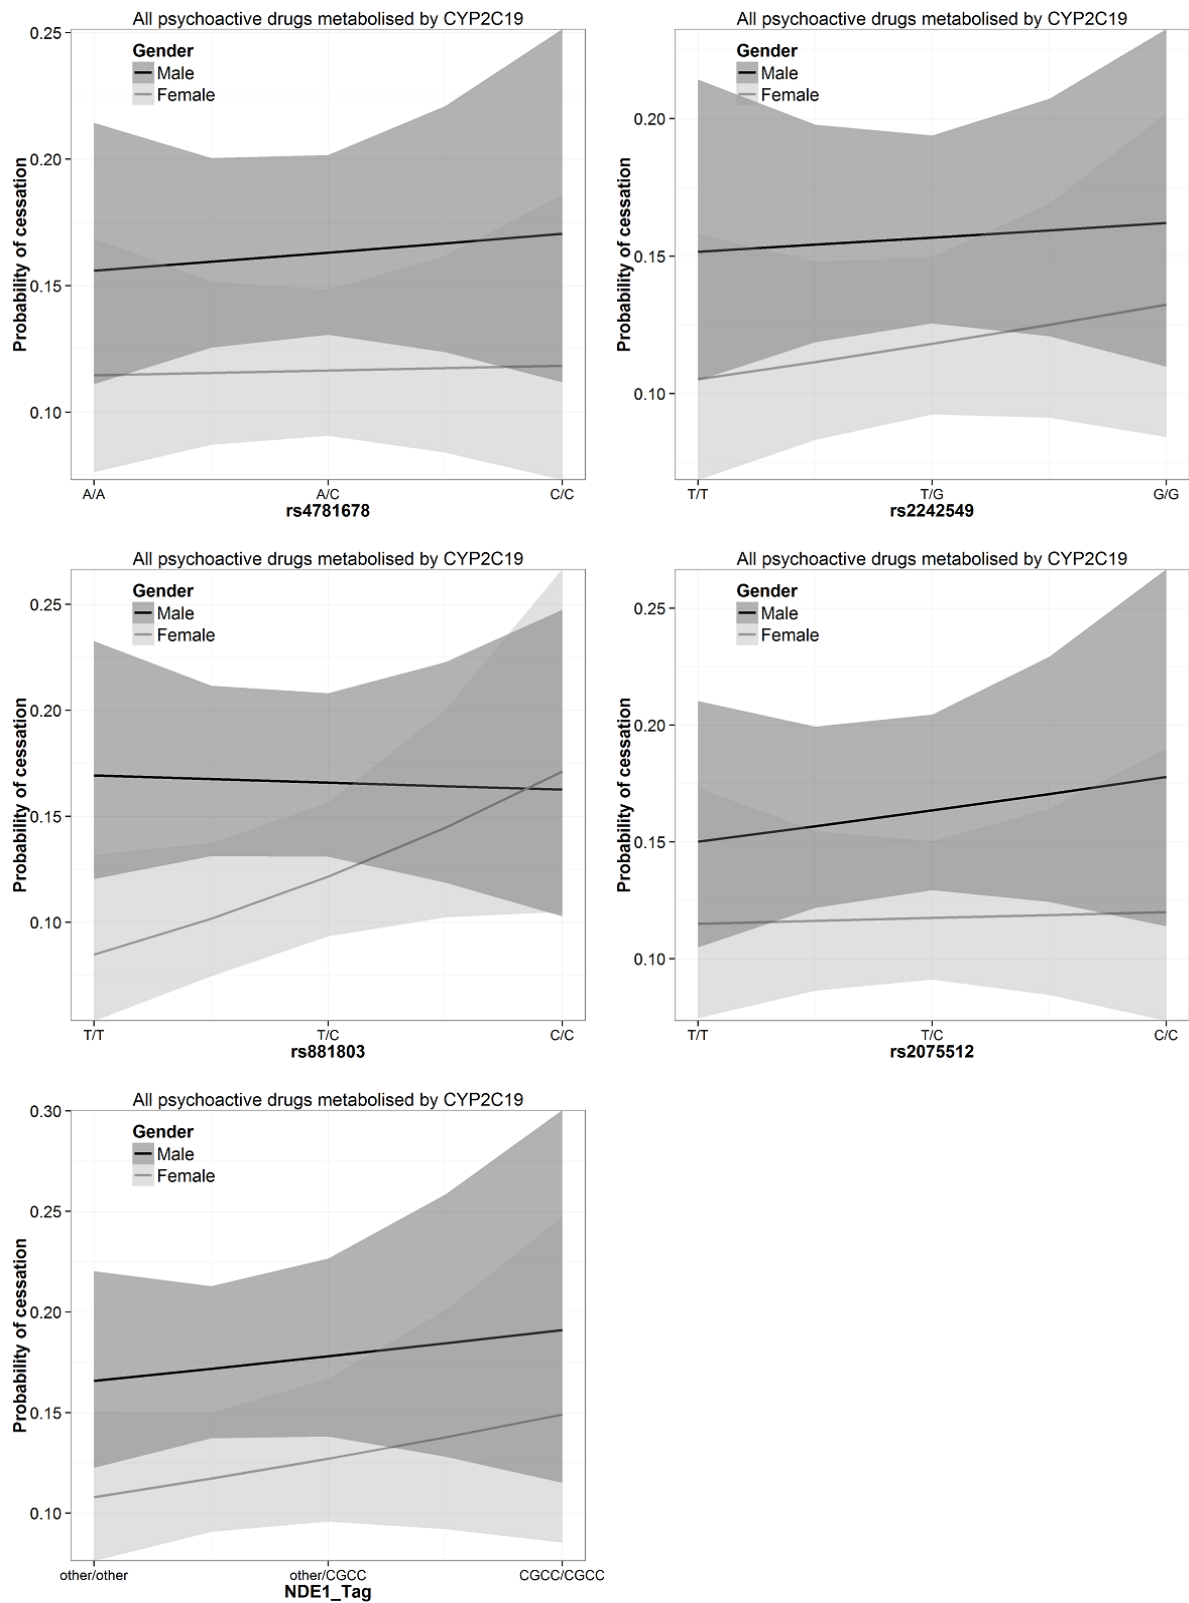 All psychoactive drugs metabolised by CYP2C19
Gender
Male
Female
Probability of cessation
0.25
0.20
0.15
0.10
A/A
A/C
C/C
rs4781678
All psychoactive drugs metabolised by CYP2C19
Gender
Male
Female
Probability of cessation
0.20
0.15
0.10
T/T
T/G
G/G
rs2242549
All psychoactive drugs metabolised by CYP2C19
Gender
Male
Female
Probability of cessation
0.25
0.20
0.15
0.10
T/T
T/C
C/C
rs881803
All psychoactive drugs metabolised by CYP2C19
Gender
Male
Female
Probability of cessation
0.25
0.20
0.15
0.10
T/T
T/C
C/C
rs2075512
All psychoactive drugs metabolised by CYP2C19
Gender
Male
Female
Probability of cessation
0.30
0.25
0.20
0.15
0.10
other/other
other/CGCC
CGCC/CGCC
NDE1_Tag